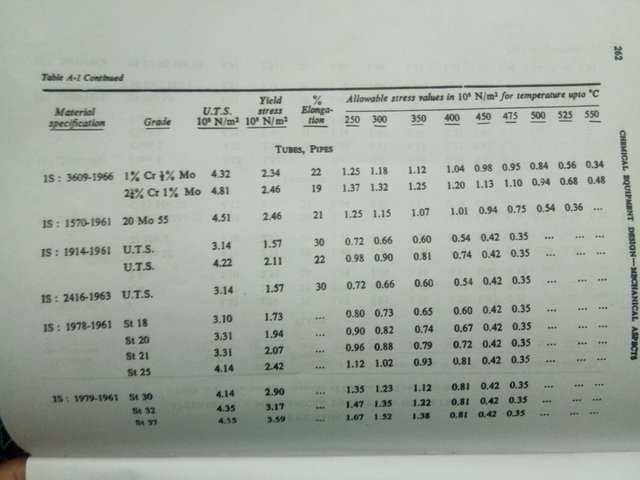 262
CHEMICAL EQUIPMENT DESIGN—MECHANICAL ASPECTS
Table A-1 Continued
Material specification Grade U.T.S. 10⁸ N/m² Yield stress 10⁸ N/m² % Elonga-tion Allowable stress values in 10⁸ N/m² for temperature upto °C
250 300 350 400 450 475 500 525 550
TUBES, PIPES
IS : 3609-1966 1% Cr ½% Mo 4.32 2.34 22 1.25 1.18 1.12 1.04 0.98 0.95 0.84 0.56 0.34
2¼% Cr 1% Mo 4.81 2.46 19 1.37 1.32 1.25 1.20 1.13 1.10 0.94 0.68 0.48
IS : 1570-1961 20 Mo 55 4.51 2.46 21 1.25 1.15 1.07 1.01 0.94 0.75 0.54 0.36 ...
IS : 1914-1961 U.T.S. 3.14 1.57 30 0.72 0.66 0.60 0.54 0.42 0.35 ... ... ...
U.T.S. 4.22 2.11 22 0.98 0.90 0.81 0.74 0.42 0.35 ... ... ...
IS : 2416-1963 U.T.S. 3.14 1.57 30 0.72 0.66 0.60 0.54 0.42 0.35 ... ... ...
IS : 1978-1961 St 18 3.10 1.73 ... 0.80 0.73 0.65 0.60 0.42 0.35 ... ... ...
St 20 3.31 1.94 ... 0.90 0.82 0.74 0.67 0.42 0.35 ... ... ...
St 21 3.31 2.07 ... 0.96 0.88 0.79 0.72 0.42 0.35 ... ... ...
St 25 4.14 2.42 ... 1.12 1.02 0.93 0.81 0.42 0.35 ... ... ...
IS : 1979-1961 St 30 4.14 2.90 ... 1.35 1.23 1.12 0.81 0.42 0.35 ... ... ...
St 32 4.35 3.17 ... 1.47 1.35 1.22 0.81 0.42 0.35 ... ... ...
St 37 4.55 3.59 ... 1.67 1.52 1.38 0.81 0.42 0.35 ... ... ...